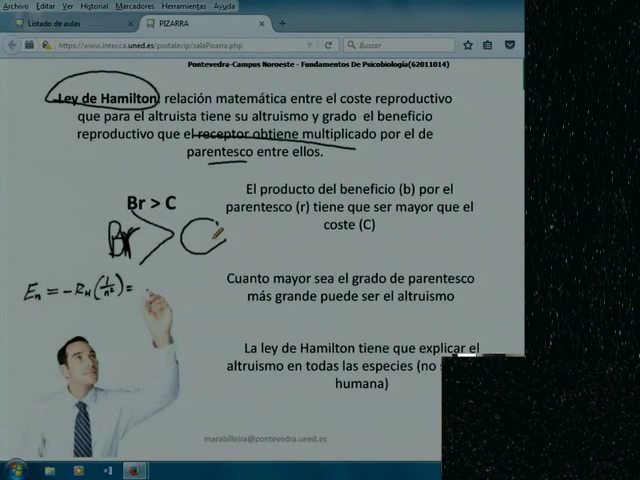 Archivo Editar Ver Historial Marcadores Herramientas Ayuda
Listado de aulas
PIZARRA
https://www.intecca.uned.es/portalavip/salaPizarra.php
Buscar
Pontevedra-Campus Noroeste - Fundamentos De Psicobiología(62011014)
Ley de Hamilton, relación matemática entre el coste reproductivo
que para el altruista tiene su altruismo y grado el beneficio
reproductivo que el receptor obtiene multiplicado por el de
parentesco entre ellos.
Br > C
Br > C
El producto del beneficio (b) por el
parentesco (r) tiene que ser mayor que el
coste (C)
Cuanto mayor sea el grado de parentesco
más grande puede ser el altruismo
Eₙ = -R_H (1/n²) =
La ley de Hamilton tiene que explicar el
altruismo en todas las especies (no
humana)
marabilleira@pontevedra.uned.es